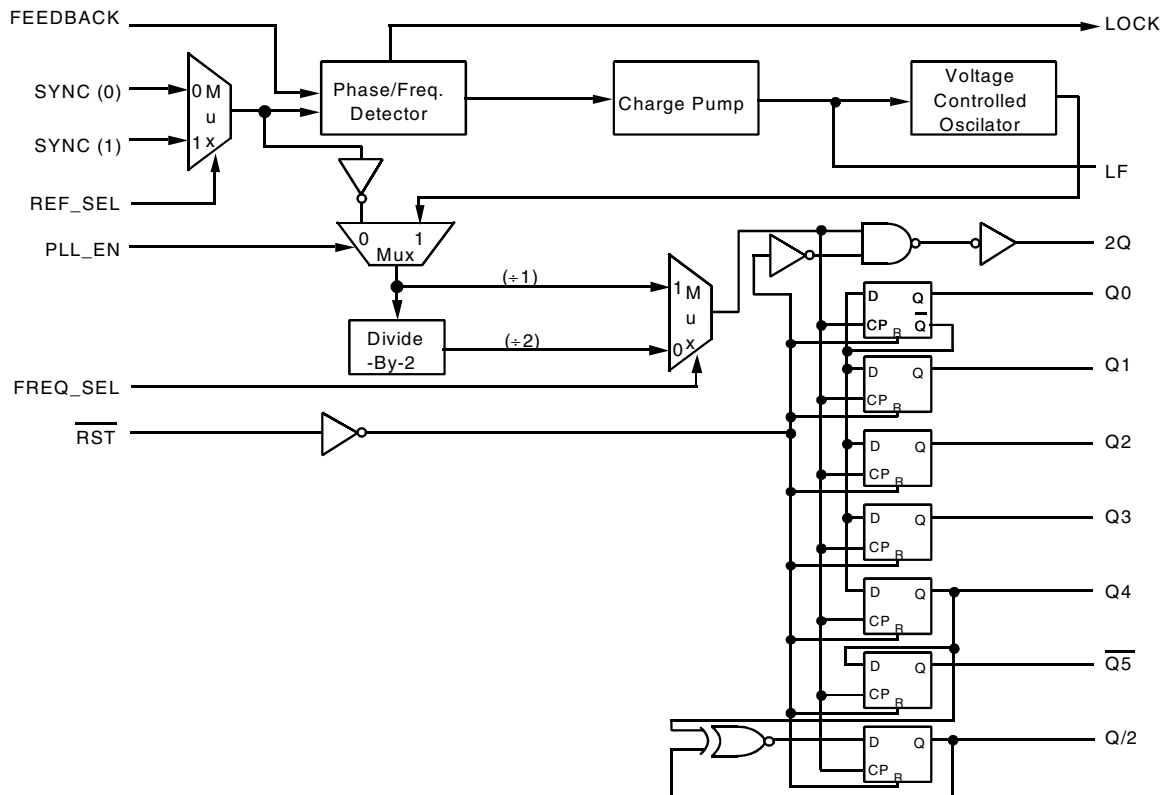 FEEDBACK
LOCK
SYNC (0)
0 M
u
1 x
SYNC (1)
Phase/Freq.
Detector
Charge Pump
Voltage
Controlled
Oscilator
LF
REF_SEL
PLL_EN
0 1
Mux
2Q
(÷1)
1 M
u
0 x
Divide
-By-2
(÷2)
FREQ_SEL
RST
D Q
Q
CP R
Q0
D Q
CP R
Q1
D Q
CP R
Q2
D Q
CP R
Q3
D Q
CP R
Q4
D Q
CP R
Q5
D Q
CP R
Q/2